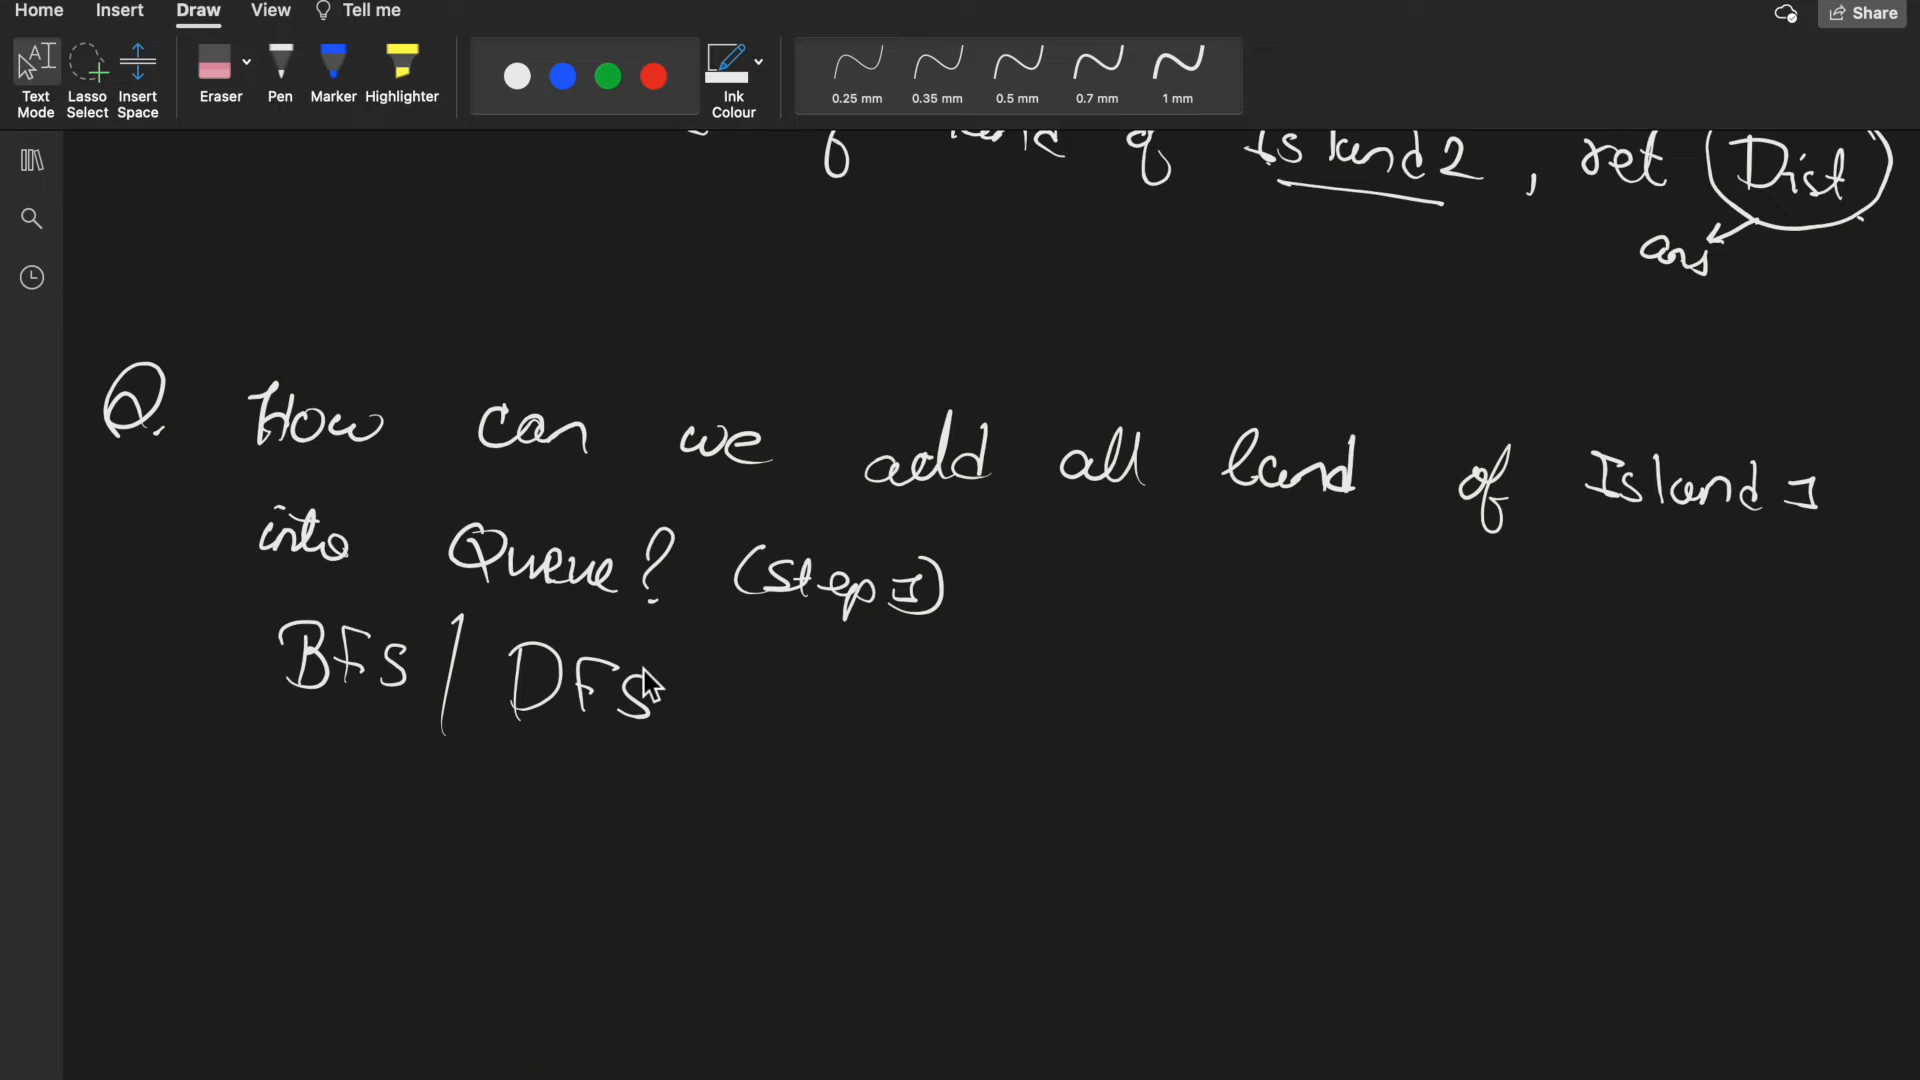 Home Insert Draw View Tell me Share
Text Mode Lasso Select Insert Space Eraser Pen Marker Highlighter Ink Colour 0.25 mm 0.35 mm 0.5 mm 0.7 mm 1 mm
land of Island 2, ret Dist
ans
Q. How can we add all land of Island 1
into Queue? (step 1)
BFS / DFS